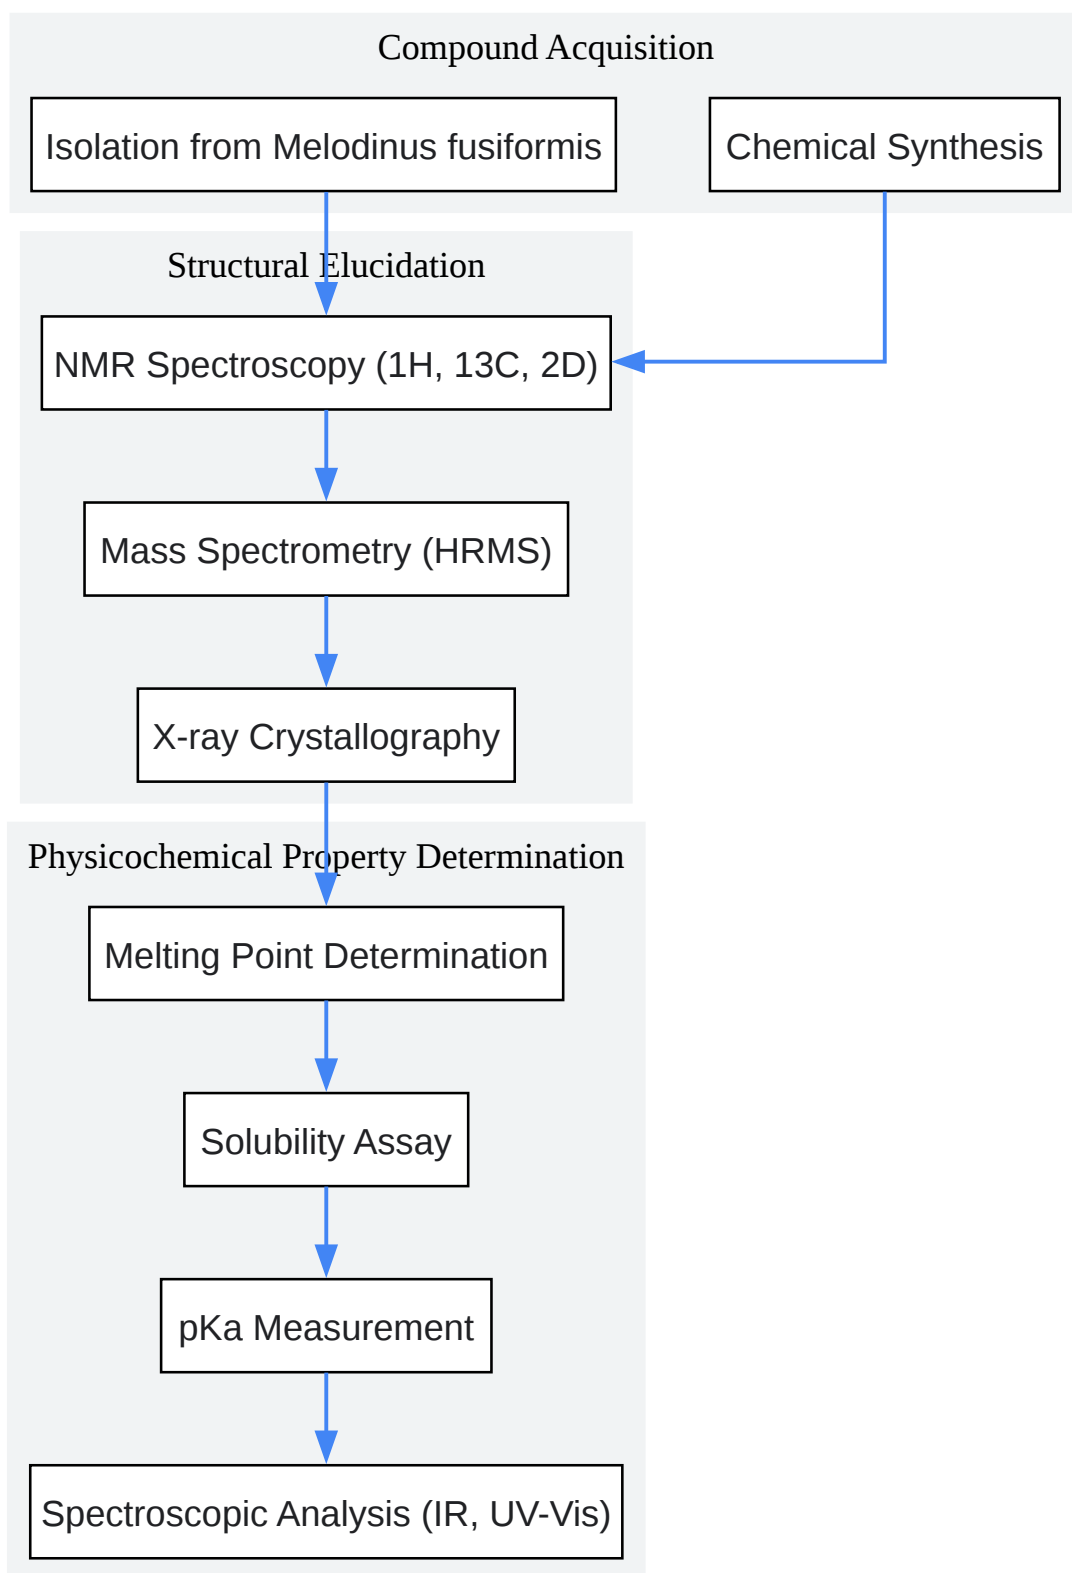 Compound Acquisition
Isolation from Melodinus fusiformis
Chemical Synthesis
Structural Elucidation
NMR Spectroscopy (1H, 13C, 2D)
Mass Spectrometry (HRMS)
X-ray Crystallography
Physicochemical Property Determination
Melting Point Determination
Solubility Assay
pKa Measurement
Spectroscopic Analysis (IR, UV-Vis)